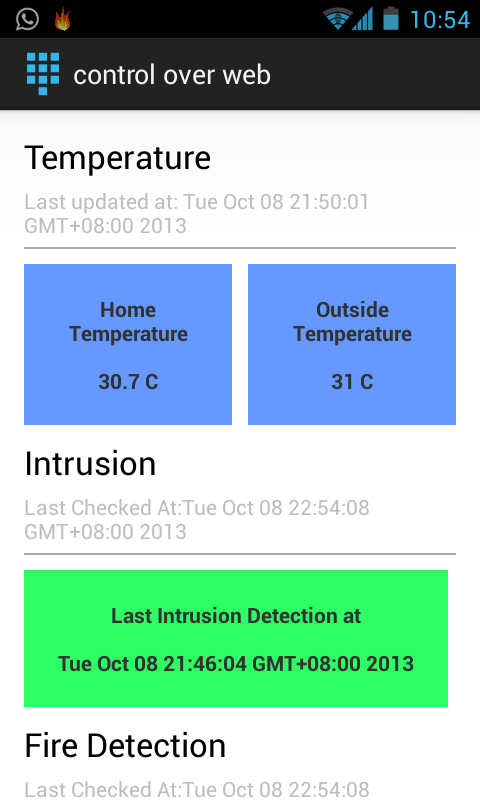 10:54
control over web
Temperature
Last updated at: Tue Oct 08 21:50:01
GMT+08:00 2013
Home
Temperature
30.7 C
Outside
Temperature
31 C
Intrusion
Last Checked At:Tue Oct 08 22:54:08
GMT+08:00 2013
Last Intrusion Detection at
Tue Oct 08 21:46:04 GMT+08:00 2013
Fire Detection
Last Checked At:Tue Oct 08 22:54:08